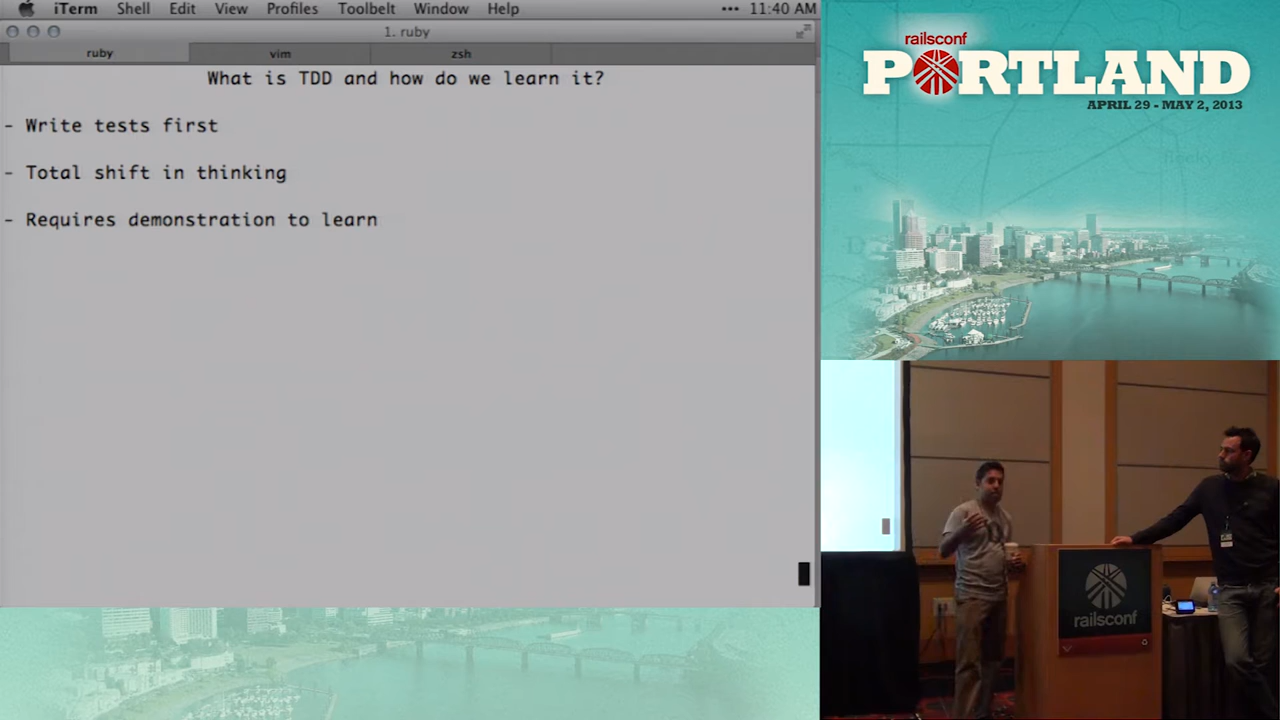 iTerm Shell Edit View Profiles Toolbelt Window Help ••• 11:40 AM
1. ruby
ruby vim zsh
What is TDD and how do we learn it?
- Write tests first
- Total shift in thinking
- Requires demonstration to learn
railsconf
PORTLAND
APRIL 29 - MAY 2, 2013
railsconf